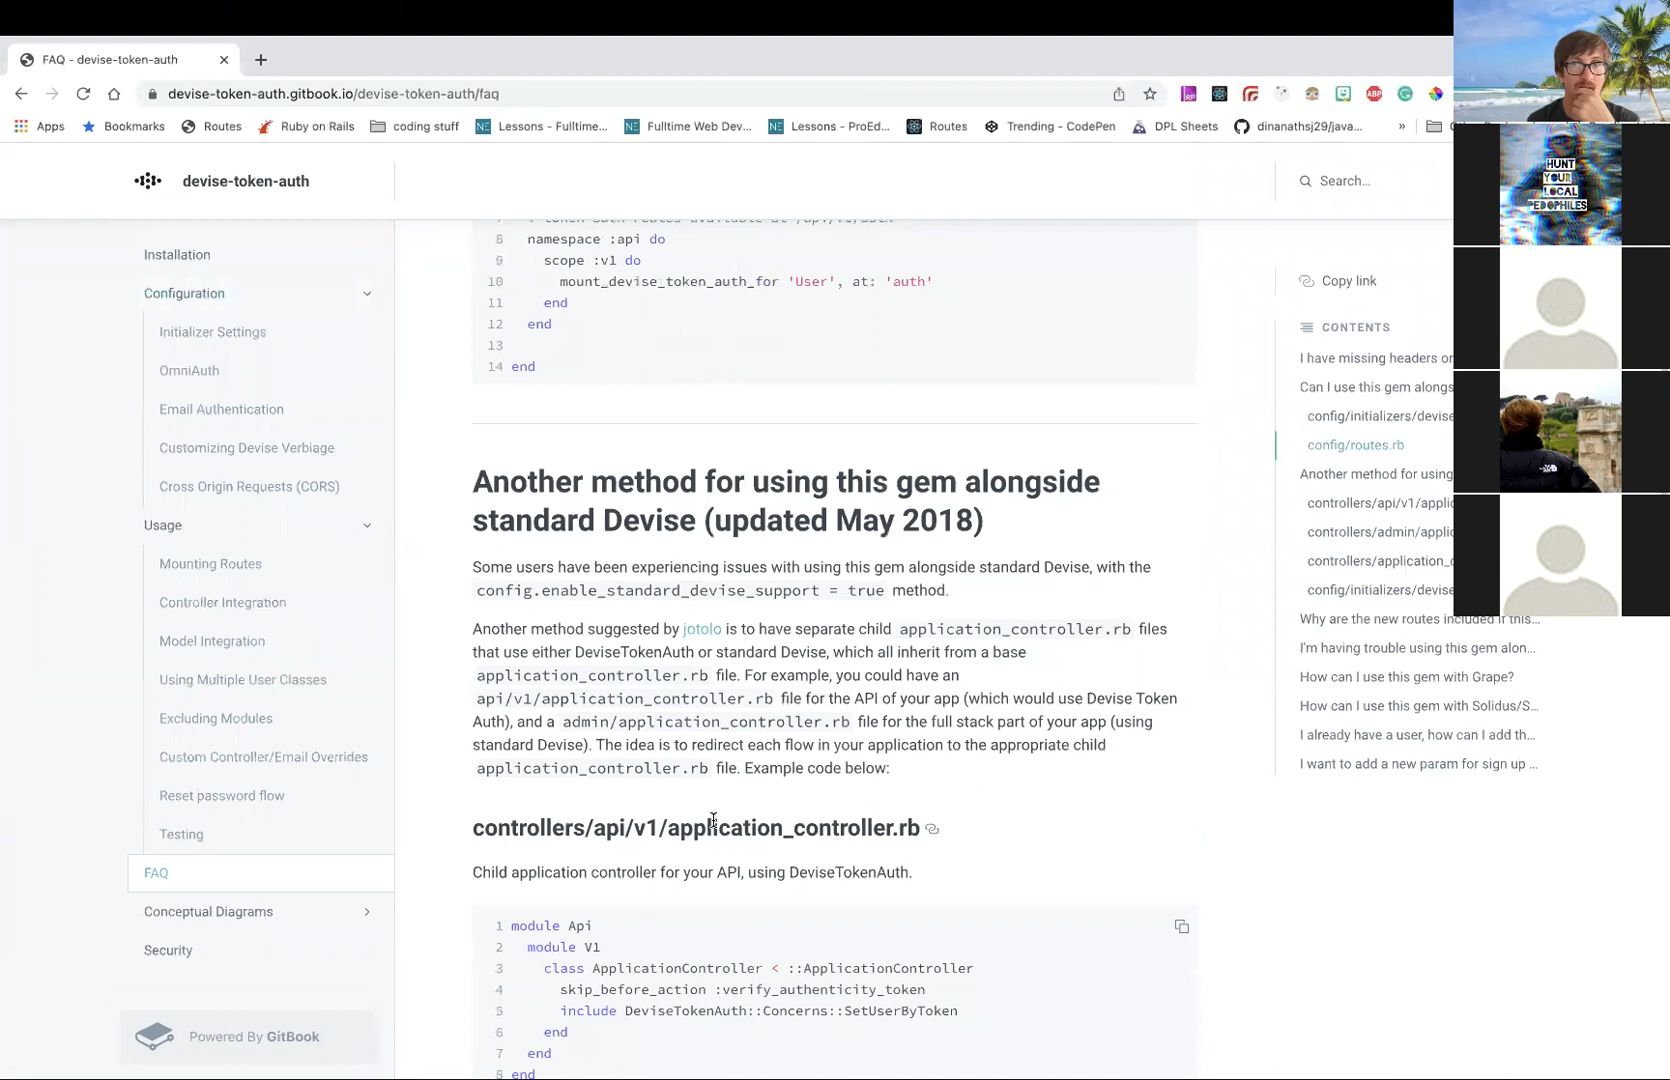 FAQ - devise-token-auth
devise-token-auth.gitbook.io/devise-token-auth/faq
Apps
Bookmarks
Routes
Ruby on Rails
coding stuff
Lessons - Fulltime...
Fulltime Web Dev...
Lessons - ProEd...
Routes
Trending - CodePen
DPL Sheets
dinanathsj29/java...
»
devise-token-auth
Search...
Installation
Configuration
Initializer Settings
OmniAuth
Email Authentication
Customizing Devise Verbiage
Cross Origin Requests (CORS)
Usage
Mounting Routes
Controller Integration
Model Integration
Using Multiple User Classes
Excluding Modules
Custom Controller/Email Overrides
Reset password flow
Testing
FAQ
Conceptual Diagrams
Security
Powered By GitBook
8 namespace :api do
9 scope :v1 do
10 mount_devise_token_auth_for 'User', at: 'auth'
11 end
12 end
13
14 end
Another method for using this gem alongside
standard Devise (updated May 2018)
Some users have been experiencing issues with using this gem alongside standard Devise, with the
config.enable_standard_devise_support = true method.
Another method suggested by jotolo is to have separate child application_controller.rb files
that use either DeviseTokenAuth or standard Devise, which all inherit from a base
application_controller.rb file. For example, you could have an
api/v1/application_controller.rb file for the API of your app (which would use Devise Token
Auth), and a admin/application_controller.rb file for the full stack part of your app (using
standard Devise). The idea is to redirect each flow in your application to the appropriate child
application_controller.rb file. Example code below:
controllers/api/v1/application_controller.rb
Child application controller for your API, using DeviseTokenAuth.
1 module Api
2 module V1
3 class ApplicationController < ::ApplicationController
4 skip_before_action :verify_authenticity_token
5 include DeviseTokenAuth::Concerns::SetUserByToken
6 end
7 end
8 end
Copy link
CONTENTS
I have missing headers or
Can I use this gem alongs
config/initializers/devise
config/routes.rb
Another method for using
controllers/api/v1/applic
controllers/admin/applic
controllers/application_c
config/initializers/devise
Why are the new routes included if this...
I'm having trouble using this gem alon...
How can I use this gem with Grape?
How can I use this gem with Solidus/S...
I already have a user, how can I add th...
I want to add a new param for sign up ...
HUNT
YOUR
LOCAL
PEDOPHILES